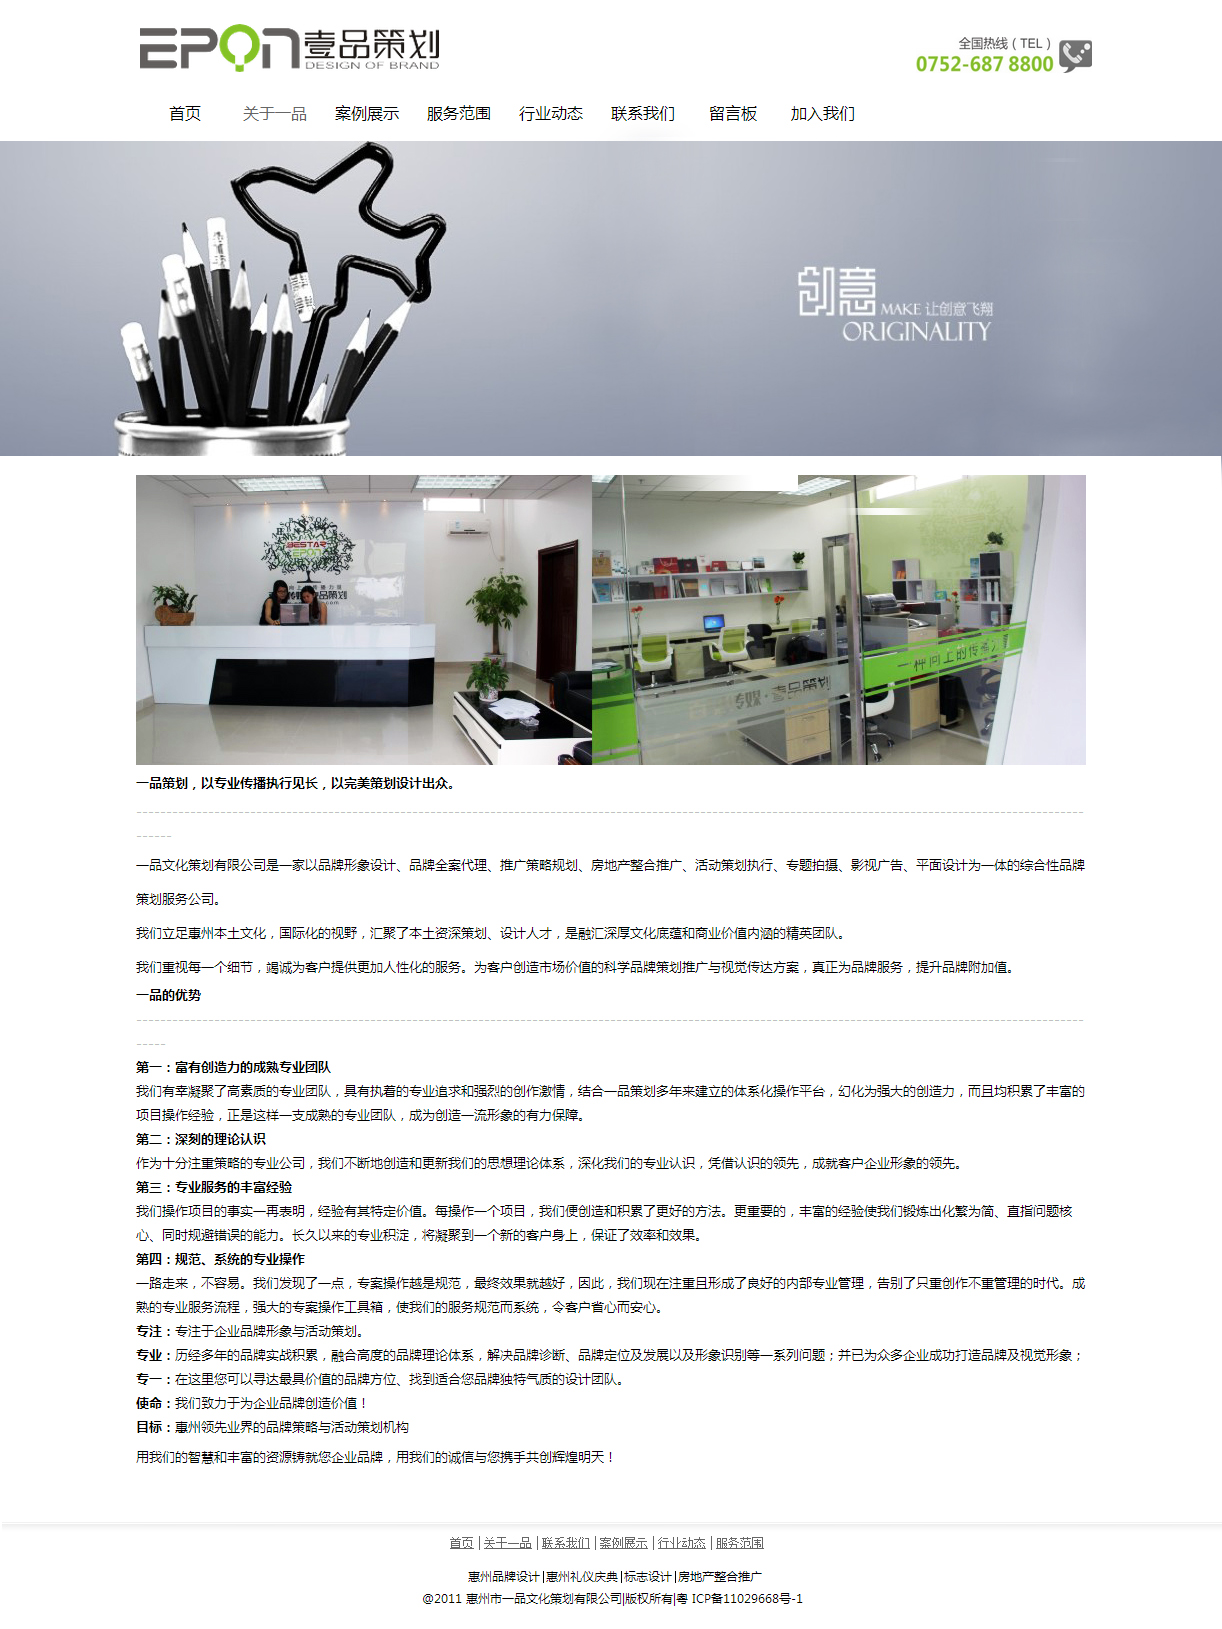 EPON壹品策划
DESIGN OF BRAND
全国热线（TEL）
0752-687 8800
首页 关于一品 案例展示 服务范围 行业动态 联系我们 留言板 加入我们
创意 MAKE 让创意飞翔
ORIGINALITY
BESTAR
EPON
壹品策划
一种向上的传播力量
壹品策划
一品策划，以专业传播执行见长，以完美策划设计出众。
一品文化策划有限公司是一家以品牌形象设计、品牌全案代理、推广策略规划、房地产整合推广、活动策划执行、专题拍摄、影视广告、平面设计为一体的综合性品牌
策划服务公司。
我们立足惠州本土文化，国际化的视野，汇聚了本土资深策划、设计人才，是融汇深厚文化底蕴和商业价值内涵的精英团队。
我们重视每一个细节，竭诚为客户提供更加人性化的服务。为客户创造市场价值的科学品牌策划推广与视觉传达方案，真正为品牌服务，提升品牌附加值。
一品的优势
第一：富有创造力的成熟专业团队
我们有幸凝聚了高素质的专业团队，具有执着的专业追求和强烈的创作激情，结合一品策划多年来建立的体系化操作平台，幻化为强大的创造力，而且均积累了丰富的
项目操作经验，正是这样一支成熟的专业团队，成为创造一流形象的有力保障。
第二：深刻的理论认识
作为十分注重策略的专业公司，我们不断地创造和更新我们的思想理论体系，深化我们的专业认识，凭借认识的领先，成就客户企业形象的领先。
第三：专业服务的丰富经验
我们操作项目的事实一再表明，经验有其特定价值。每操作一个项目，我们便创造和积累了更好的方法。更重要的，丰富的经验使我们锻炼出化繁为简、直指问题核
心、同时规避错误的能力。长久以来的专业积淀，将凝聚到一个新的客户身上，保证了效率和效果。
第四：规范、系统的专业操作
一路走来，不容易。我们发现了一点，专案操作越是规范，最终效果就越好，因此，我们现在注重且形成了良好的内部专业管理，告别了只重创作不重管理的时代。成
熟的专业服务流程，强大的专案操作工具箱，使我们的服务规范而系统，令客户省心而安心。
专注：专注于企业品牌形象与活动策划。
专业：历经多年的品牌实战积累，融合高度的品牌理论体系，解决品牌诊断、品牌定位及发展以及形象识别等一系列问题；并已为众多企业成功打造品牌及视觉形象；
专一：在这里您可以寻达最具价值的品牌方位、找到适合您品牌独特气质的设计团队。
使命：我们致力于为企业品牌创造价值！
目标：惠州领先业界的品牌策略与活动策划机构
用我们的智慧和丰富的资源铸就您企业品牌，用我们的诚信与您携手共创辉煌明天！
首页 | 关于一品 | 联系我们 | 案例展示 | 行业动态 | 服务范围
惠州品牌设计|惠州礼仪庆典|标志设计|房地产整合推广
@2011 惠州市一品文化策划有限公司|版权所有|粤 ICP备11029668号-1